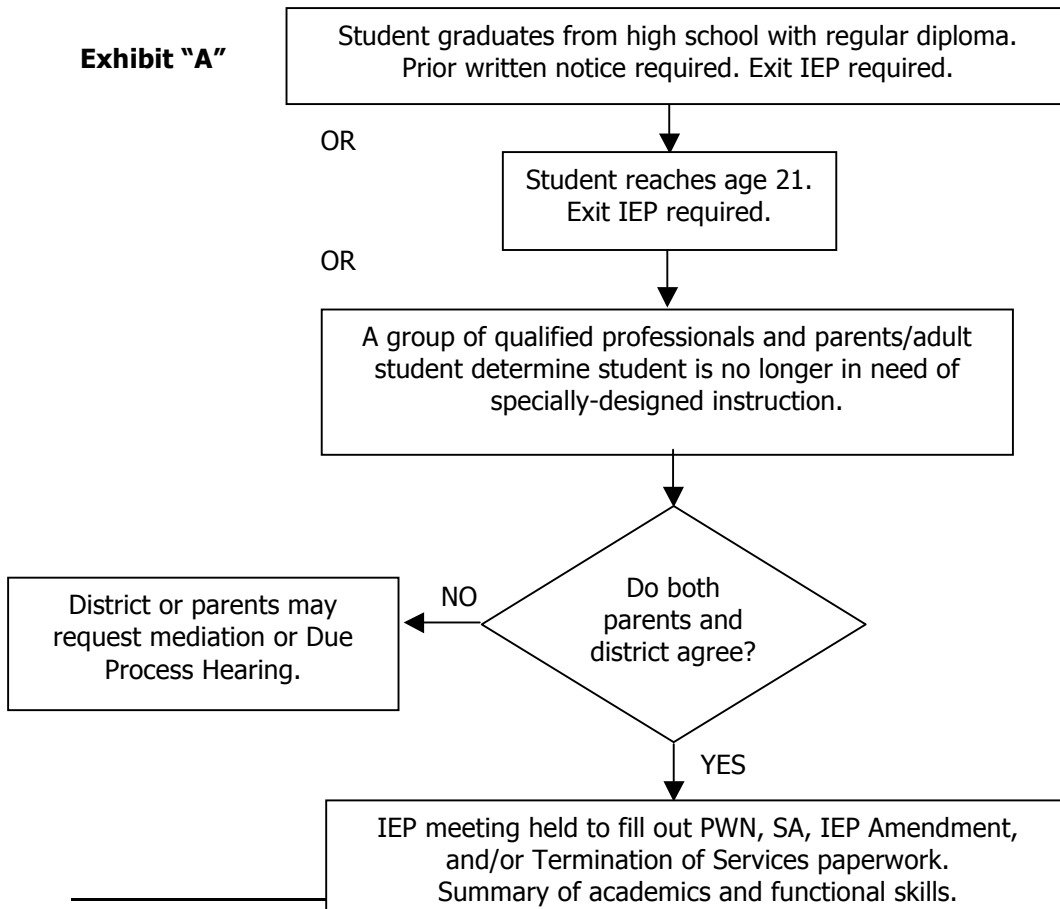 Exhibit “A”
Student graduates from high school with regular diploma.
Prior written notice required. Exit IEP required.
OR
Student reaches age 21.
Exit IEP required.
OR
A group of qualified professionals and parents/adult
student determine student is no longer in need of
specially-designed instruction.
Do both
parents and
district agree?
NO
District or parents may
request mediation or Due
Process Hearing.
YES
IEP meeting held to fill out PWN, SA, IEP Amendment,
and/or Termination of Services paperwork.
Summary of academics and functional skills.